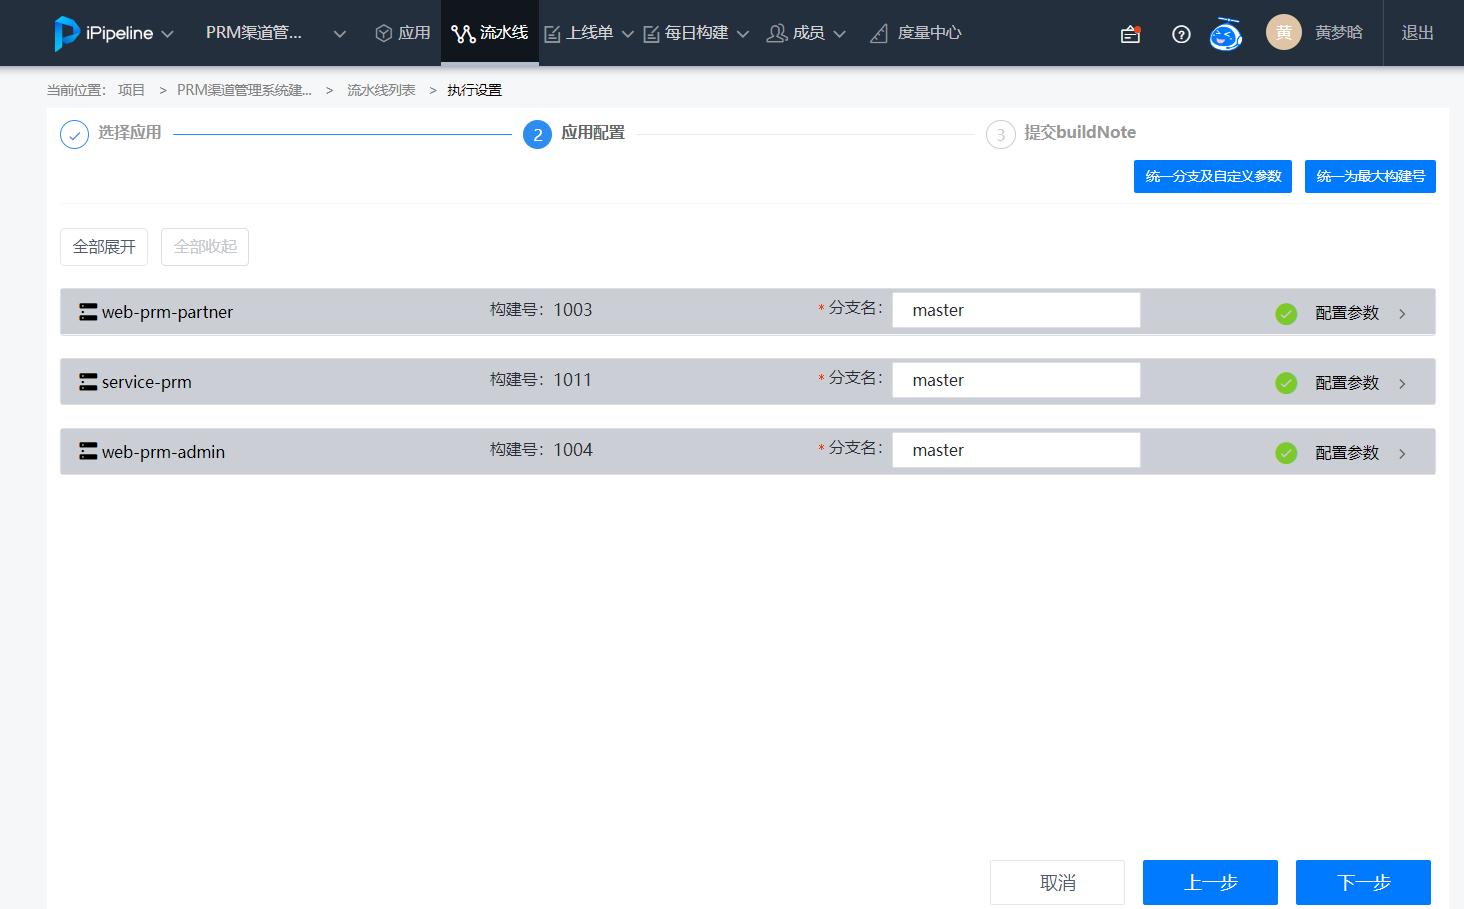 iPipeline PRM渠道管... 应用 流水线 上线单 每日构建 成员 度量中心 黄 黄梦晗 退出
当前位置： 项目 > PRM渠道管理系统建... > 流水线列表 > 执行设置
选择应用 2 应用配置 3 提交buildNote
统一分支及自定义参数 统一为最大构建号
全部展开 全部收起
web-prm-partner 构建号：1003 * 分支名： master 配置参数
service-prm 构建号：1011 * 分支名： master 配置参数
web-prm-admin 构建号：1004 * 分支名： master 配置参数
取消 上一步 下一步